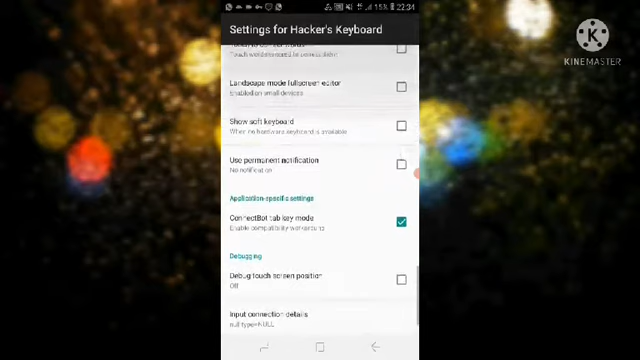 15% 22:34
Settings for Hacker's Keyboard
Landscape mode fullscreen editor
Enabled on small devices
Show soft keyboard
When no hardware keyboard is available
Use permanent notification
No notification
Application-specific settings
ConnectBot tab key mode
Enable compatibility workaround
Debugging
Debug touch screen position
Off
Input connection details
null type=NULL
K
KINEMASTER